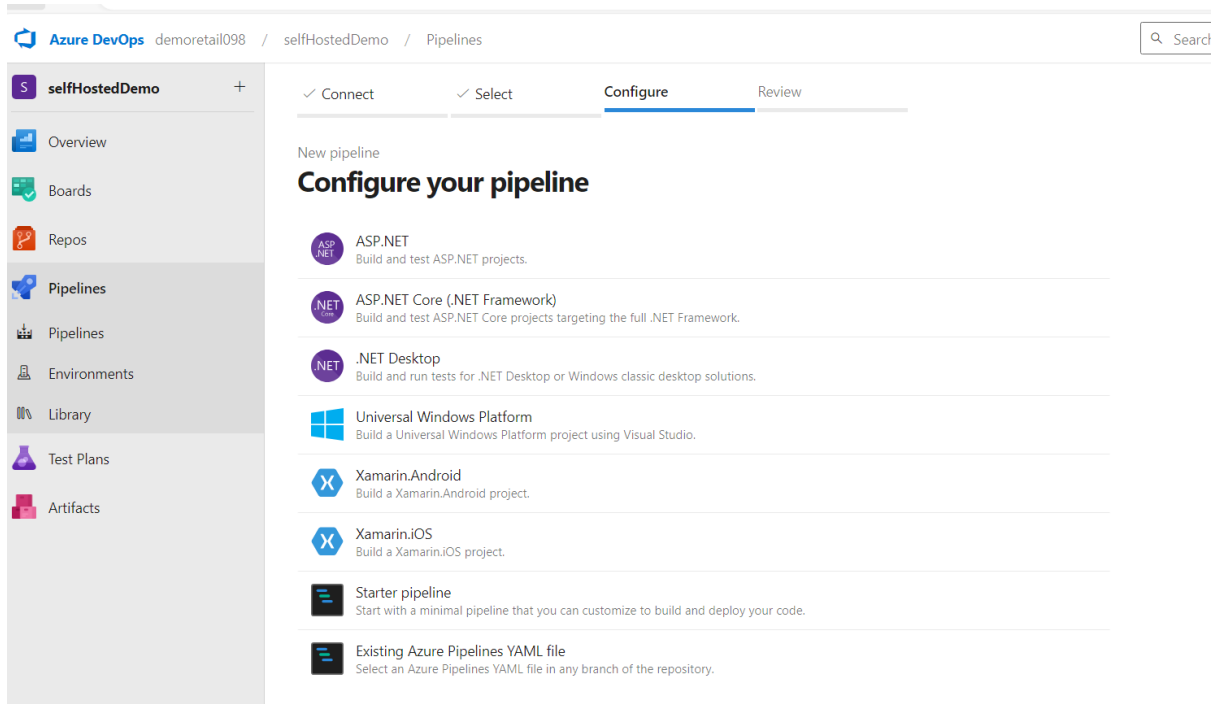 Azure DevOps demoretail098 / selfHostedDemo / Pipelines
Search
S selfHostedDemo +
Overview
Boards
Repos
Pipelines
Pipelines
Environments
Library
Test Plans
Artifacts
Connect Select Configure Review
New pipeline
Configure your pipeline
ASP .NET
ASP.NET
Build and test ASP.NET projects.
.NET Core
ASP.NET Core (.NET Framework)
Build and test ASP.NET Core projects targeting the full .NET Framework.
.NET
.NET Desktop
Build and run tests for .NET Desktop or Windows classic desktop solutions.
Universal Windows Platform
Build a Universal Windows Platform project using Visual Studio.
X
Xamarin.Android
Build a Xamarin.Android project.
X
Xamarin.iOS
Build a Xamarin.iOS project.
Starter pipeline
Start with a minimal pipeline that you can customize to build and deploy your code.
Existing Azure Pipelines YAML file
Select an Azure Pipelines YAML file in any branch of the repository.